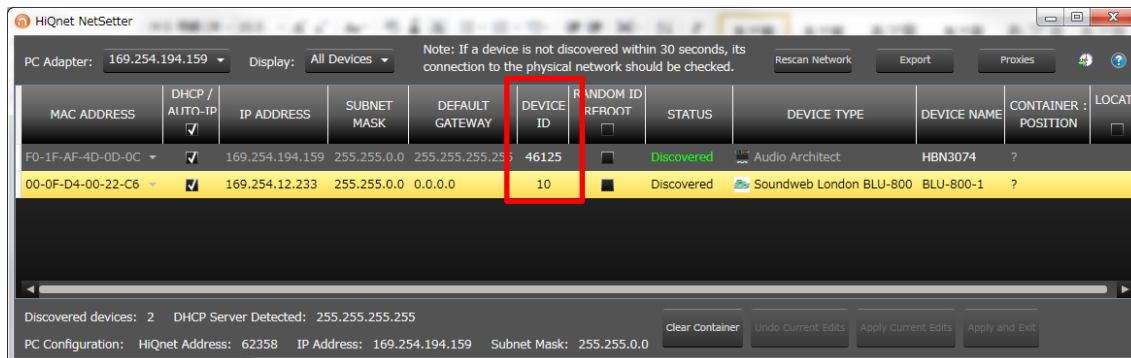 HiQnet NetSetter
PC Adapter: 169.254.194.159 Display: All Devices Note: If a device is not discovered within 30 seconds, its
connection to the physical network should be checked.
Rescan Network Export Proxies
MAC ADDRESS DHCP / AUTO-IP IP ADDRESS SUBNET MASK DEFAULT GATEWAY DEVICE ID RANDOM ID REBOOT STATUS DEVICE TYPE DEVICE NAME CONTAINER : POSITION LOCAT
F0-1F-AF-4D-0D-0C 169.254.194.159 255.255.0.0 255.255.255.255 46125 Discovered Audio Architect HBN3074 ?
00-0F-D4-00-22-C6 169.254.12.233 255.255.0.0 0.0.0.0 10 Discovered Soundweb London BLU-800 BLU-800-1 ?
Discovered devices: 2 DHCP Server Detected: 255.255.255.255
Clear Container Undo Current Edits Apply Current Edits Apply and Exit
PC Configuration: HiQnet Address: 62358 IP Address: 169.254.194.159 Subnet Mask: 255.255.0.0